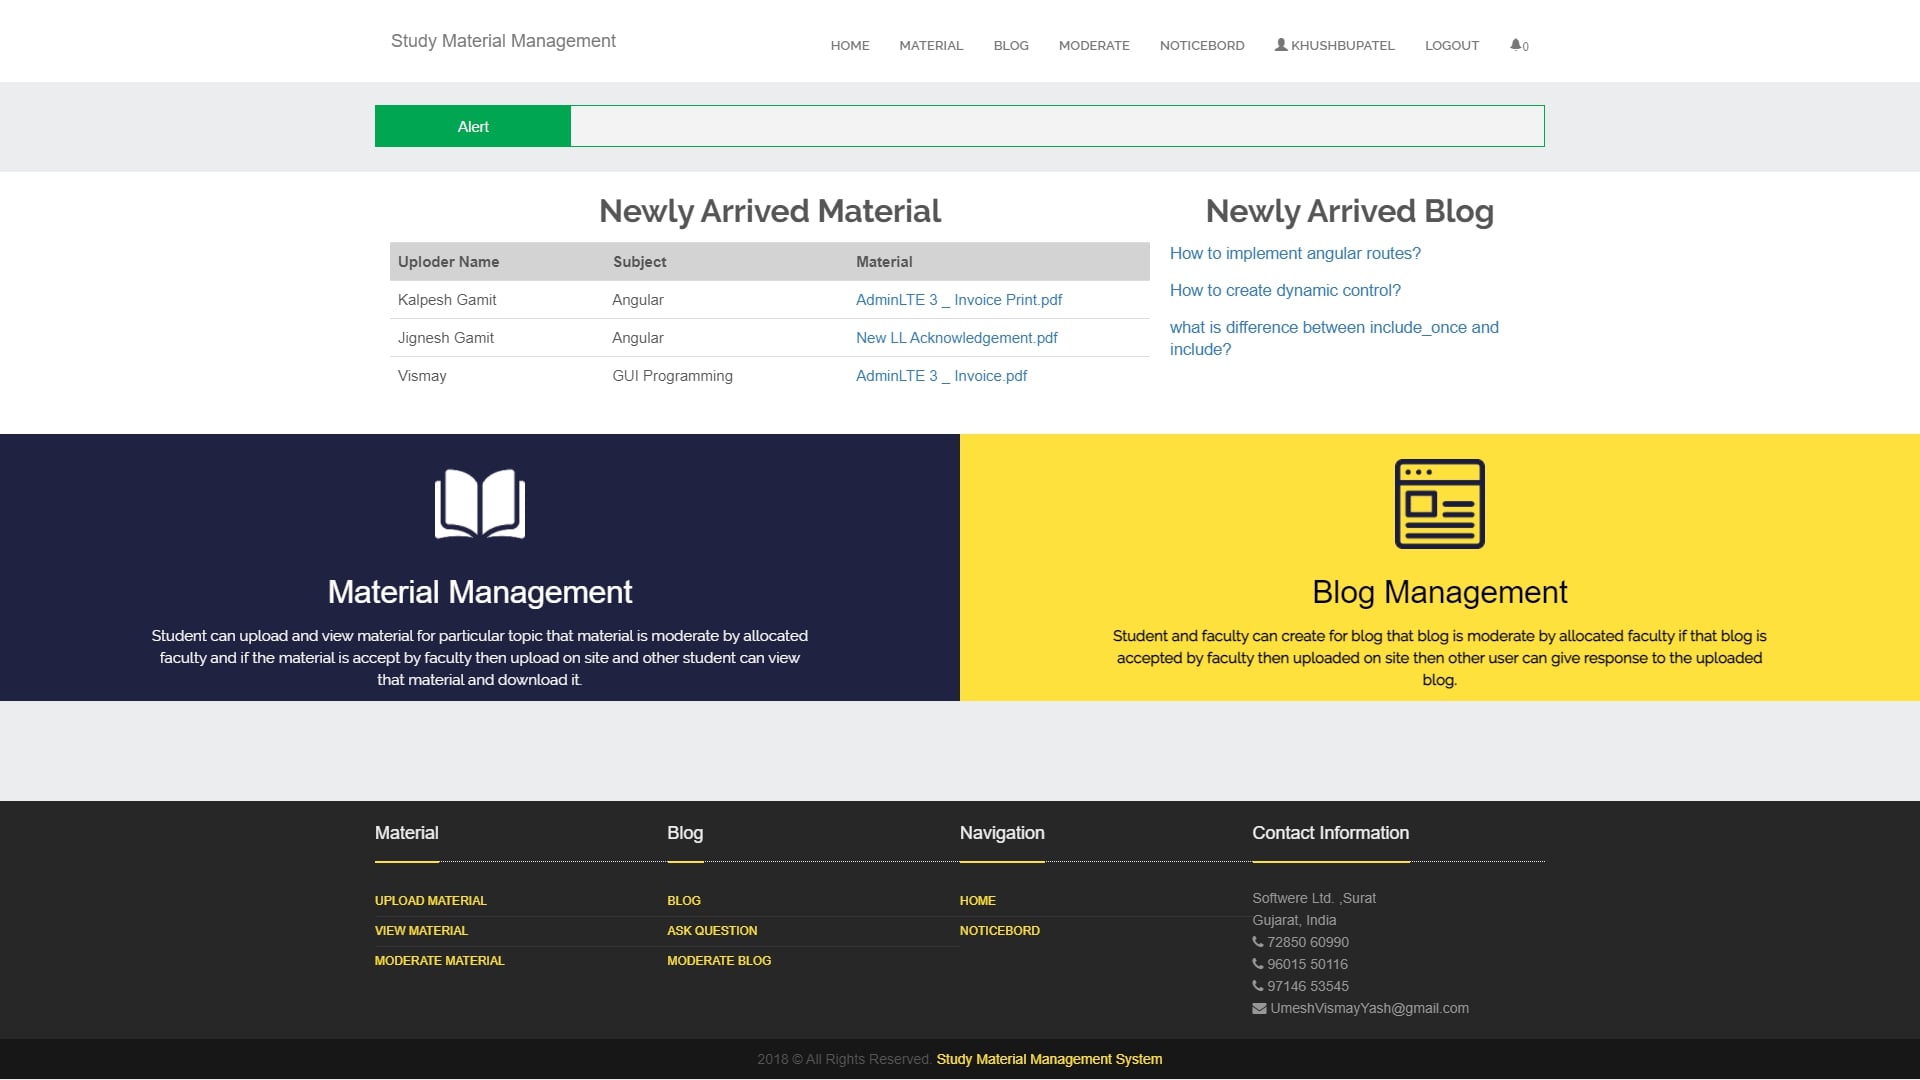 Study Material Management
HOME MATERIAL BLOG MODERATE NOTICEBORD KHUSHBUPATEL LOGOUT 0
Alert
Newly Arrived Material
Uploder Name Subject Material
Kalpesh Gamit Angular AdminLTE 3 _ Invoice Print.pdf
Jignesh Gamit Angular New LL Acknowledgement.pdf
Vismay GUI Programming AdminLTE 3 _ Invoice.pdf
Newly Arrived Blog
How to implement angular routes?
How to create dynamic control?
what is difference between include_once and
include?
Material Management
Student can upload and view material for particular topic that material is moderate by allocated
faculty and if the material is accept by faculty then upload on site and other student can view
that material and download it.
Blog Management
Student and faculty can create for blog that blog is moderate by allocated faculty if that blog is
accepted by faculty then uploaded on site then other user can give response to the uploaded
blog.
Material
UPLOAD MATERIAL
VIEW MATERIAL
MODERATE MATERIAL
Blog
BLOG
ASK QUESTION
MODERATE BLOG
Navigation
HOME
NOTICEBORD
Contact Information
Softwere Ltd. ,Surat
Gujarat, India
72850 60990
96015 50116
97146 53545
UmeshVismayYash@gmail.com
2018 © All Rights Reserved. Study Material Management System